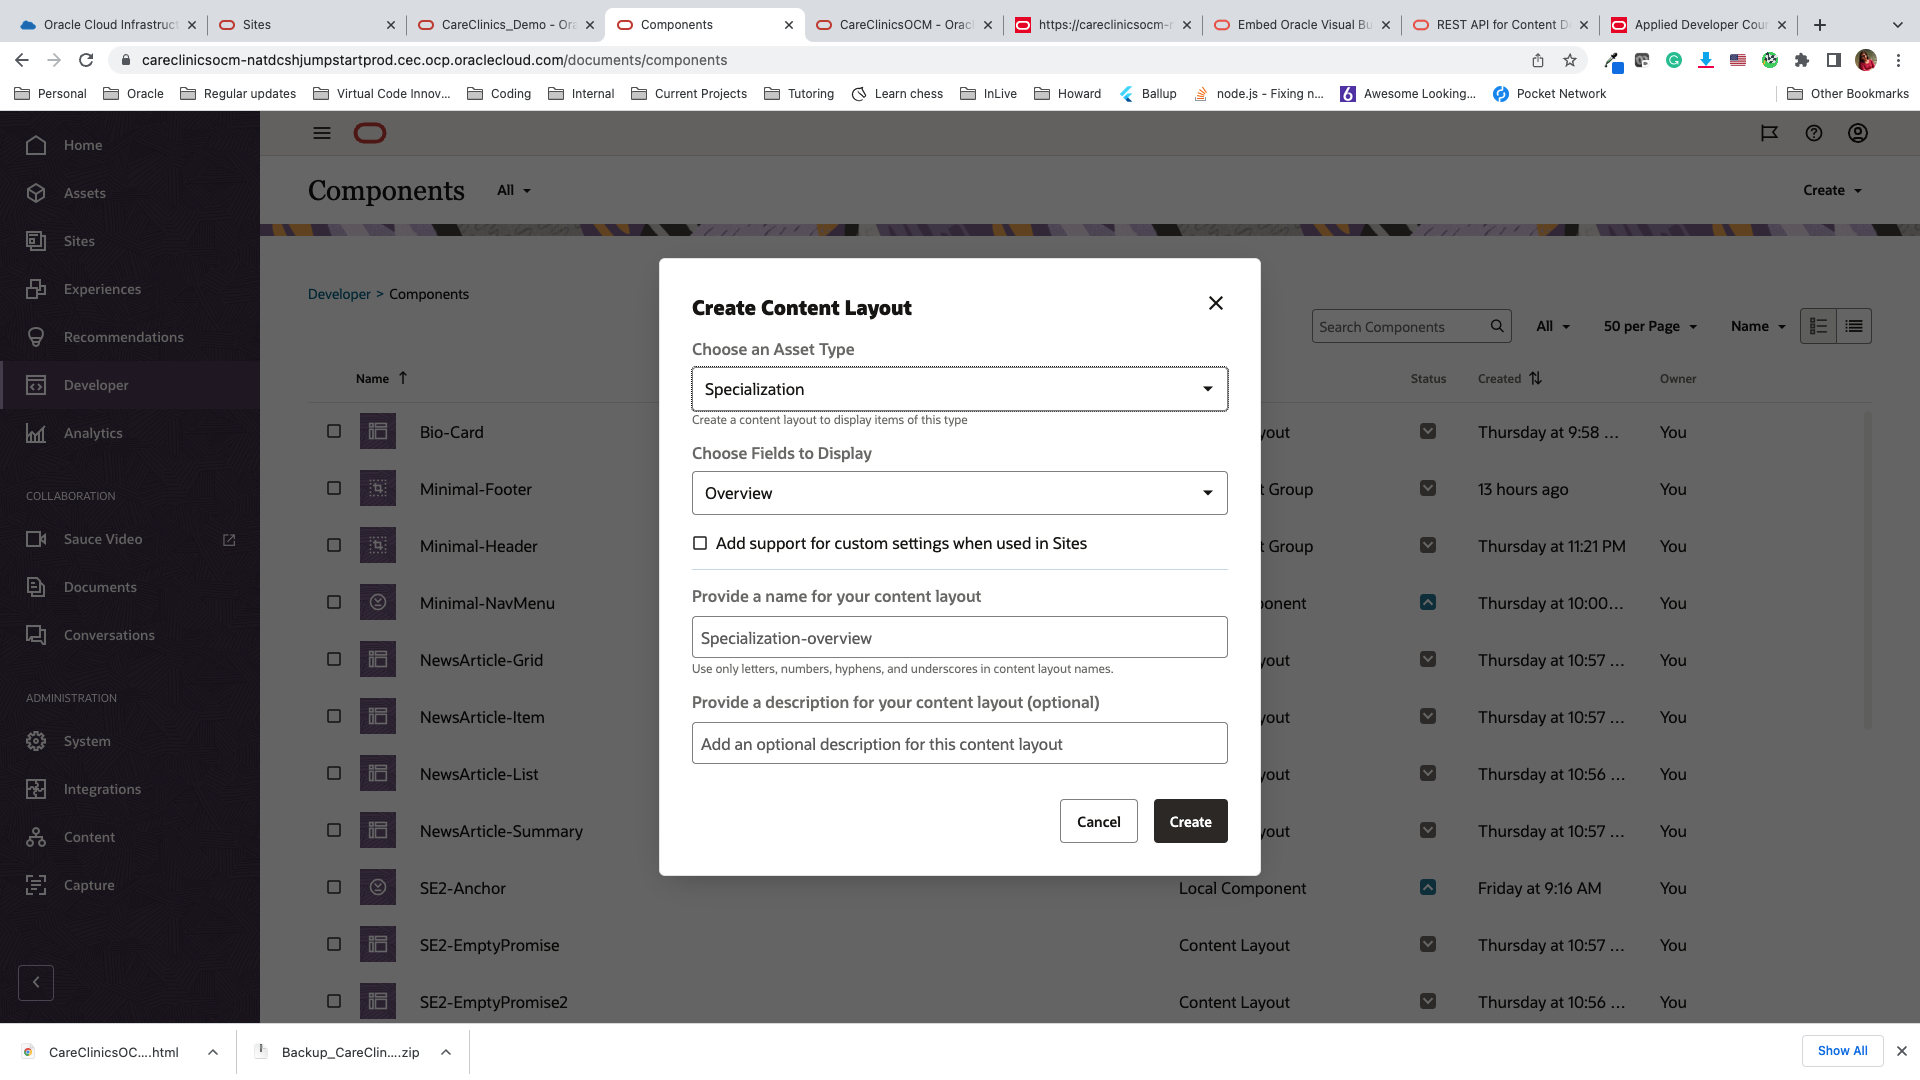 Oracle Cloud Infrastruct
Sites
CareClinics_Demo - Ora
Components
CareClinicsOCM - Oracl
https://careclinicsocm-n
Embed Oracle Visual Bu
REST API for Content D
Applied Developer Cour
careclinicsocm-natdcshjumpstartprod.cec.ocp.oraclecloud.com/documents/components
Personal
Oracle
Regular updates
Virtual Code Innov...
Coding
Internal
Current Projects
Tutoring
Learn chess
InLive
Howard
Ballup
node.js - Fixing n...
Awesome Looking...
Pocket Network
Other Bookmarks
Home
Assets
Sites
Experiences
Recommendations
Developer
Analytics
COLLABORATION
Sauce Video
Documents
Conversations
ADMINISTRATION
System
Integrations
Content
Capture
Components
All
Create
Developer > Components
Search Components
All
50 per Page
Name
Name
Status
Created
Owner
Bio-Card
yout
Thursday at 9:58 ...
You
Minimal-Footer
t Group
13 hours ago
You
Minimal-Header
t Group
Thursday at 11:21 PM
You
Minimal-NavMenu
ponent
Thursday at 10:00...
You
NewsArticle-Grid
yout
Thursday at 10:57 ...
You
NewsArticle-Item
yout
Thursday at 10:57 ...
You
NewsArticle-List
yout
Thursday at 10:56 ...
You
NewsArticle-Summary
yout
Thursday at 10:57 ...
You
SE2-Anchor
Local Component
Friday at 9:16 AM
You
SE2-EmptyPromise
Content Layout
Thursday at 10:57 ...
You
SE2-EmptyPromise2
Content Layout
Thursday at 10:56 ...
You
Create Content Layout
Choose an Asset Type
Specialization
Create a content layout to display items of this type
Choose Fields to Display
Overview
Add support for custom settings when used in Sites
Provide a name for your content layout
Specialization-overview
Use only letters, numbers, hyphens, and underscores in content layout names.
Provide a description for your content layout (optional)
Add an optional description for this content layout
Cancel
Create
CareClinicsOC....html
Backup_CareClin....zip
Show All